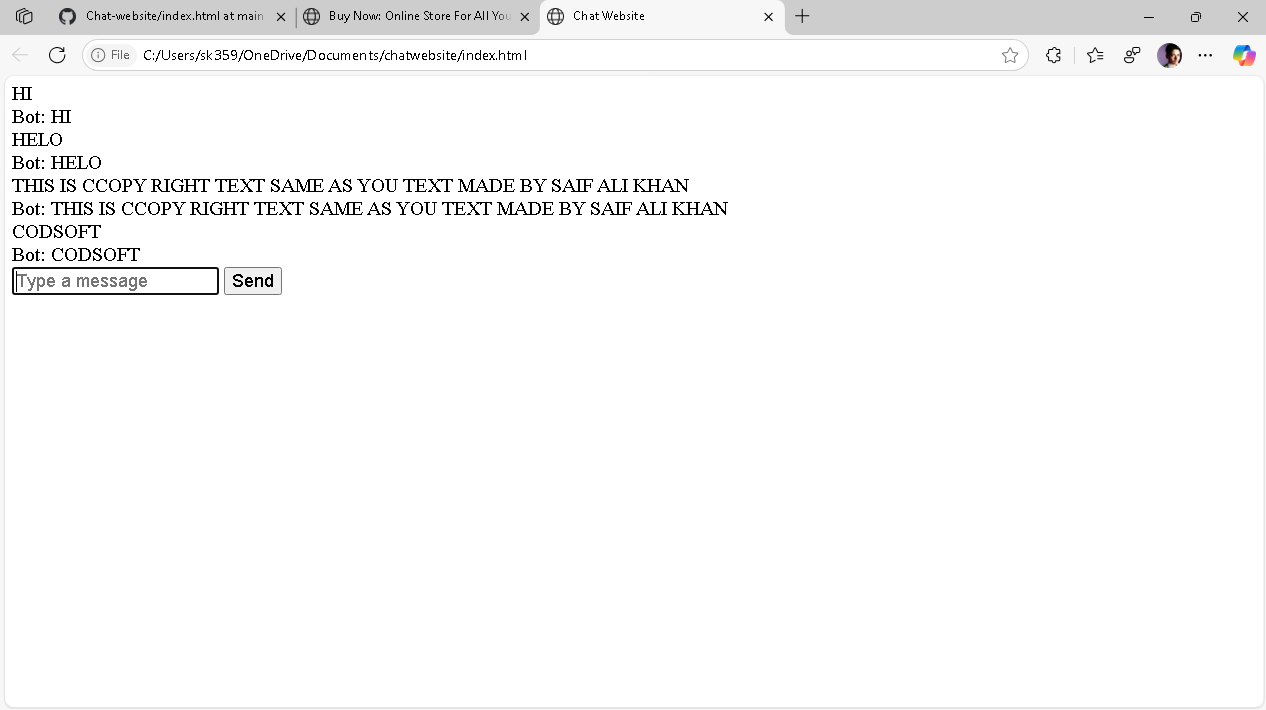 Chat-website/index.html at main
Buy Now: Online Store For All You
Chat Website
File
C:/Users/sk359/OneDrive/Documents/chatwebsite/index.html
HI
Bot: HI
HELO
Bot: HELO
THIS IS CCOPY RIGHT TEXT SAME AS YOU TEXT MADE BY SAIF ALI KHAN
Bot: THIS IS CCOPY RIGHT TEXT SAME AS YOU TEXT MADE BY SAIF ALI KHAN
CODSOFT
Bot: CODSOFT
Type a message Send